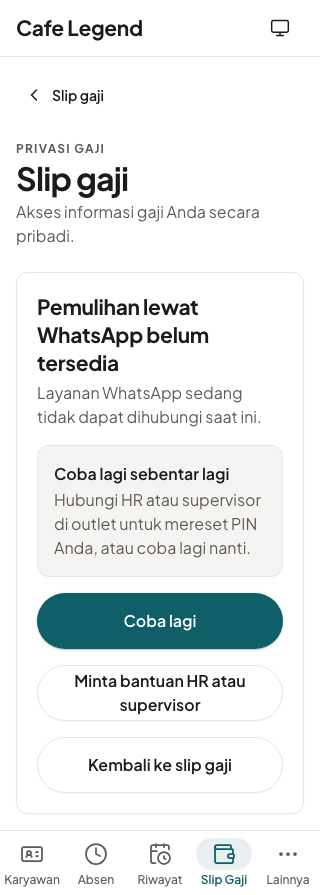 Cafe Legend
Slip gaji
PRIVASI GAJI
Slip gaji
Akses informasi gaji Anda secara
pribadi.
Pemulihan lewat
WhatsApp belum
tersedia
Layanan WhatsApp sedang
tidak dapat dihubungi saat ini.
Coba lagi sebentar lagi
Hubungi HR atau supervisor
di outlet untuk mereset PIN
Anda, atau coba lagi nanti.
Coba lagi
Minta bantuan HR atau
supervisor
Kembali ke slip gaji
Karyawan
Absen
Riwayat
Slip Gaji
Lainnya